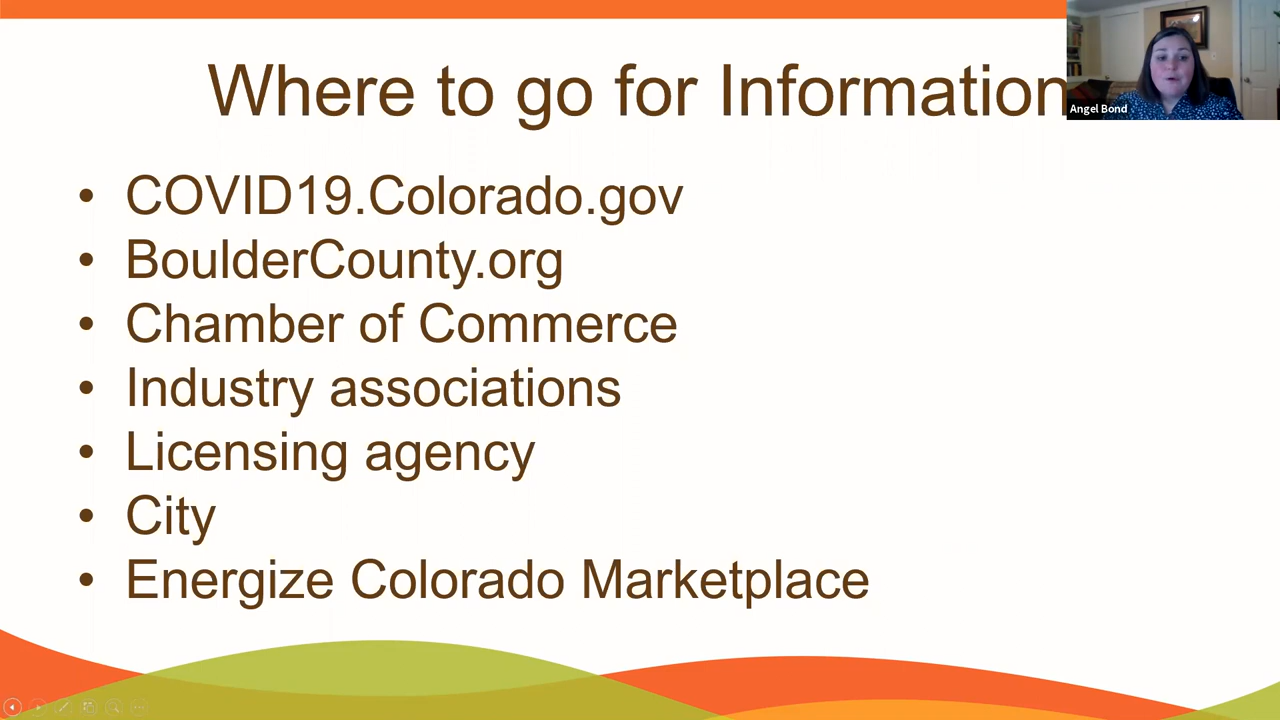 Where to go for Information
Angel Bond
• COVID19.Colorado.gov
• BoulderCounty.org
• Chamber of Commerce
• Industry associations
• Licensing agency
• City
• Energize Colorado Marketplace